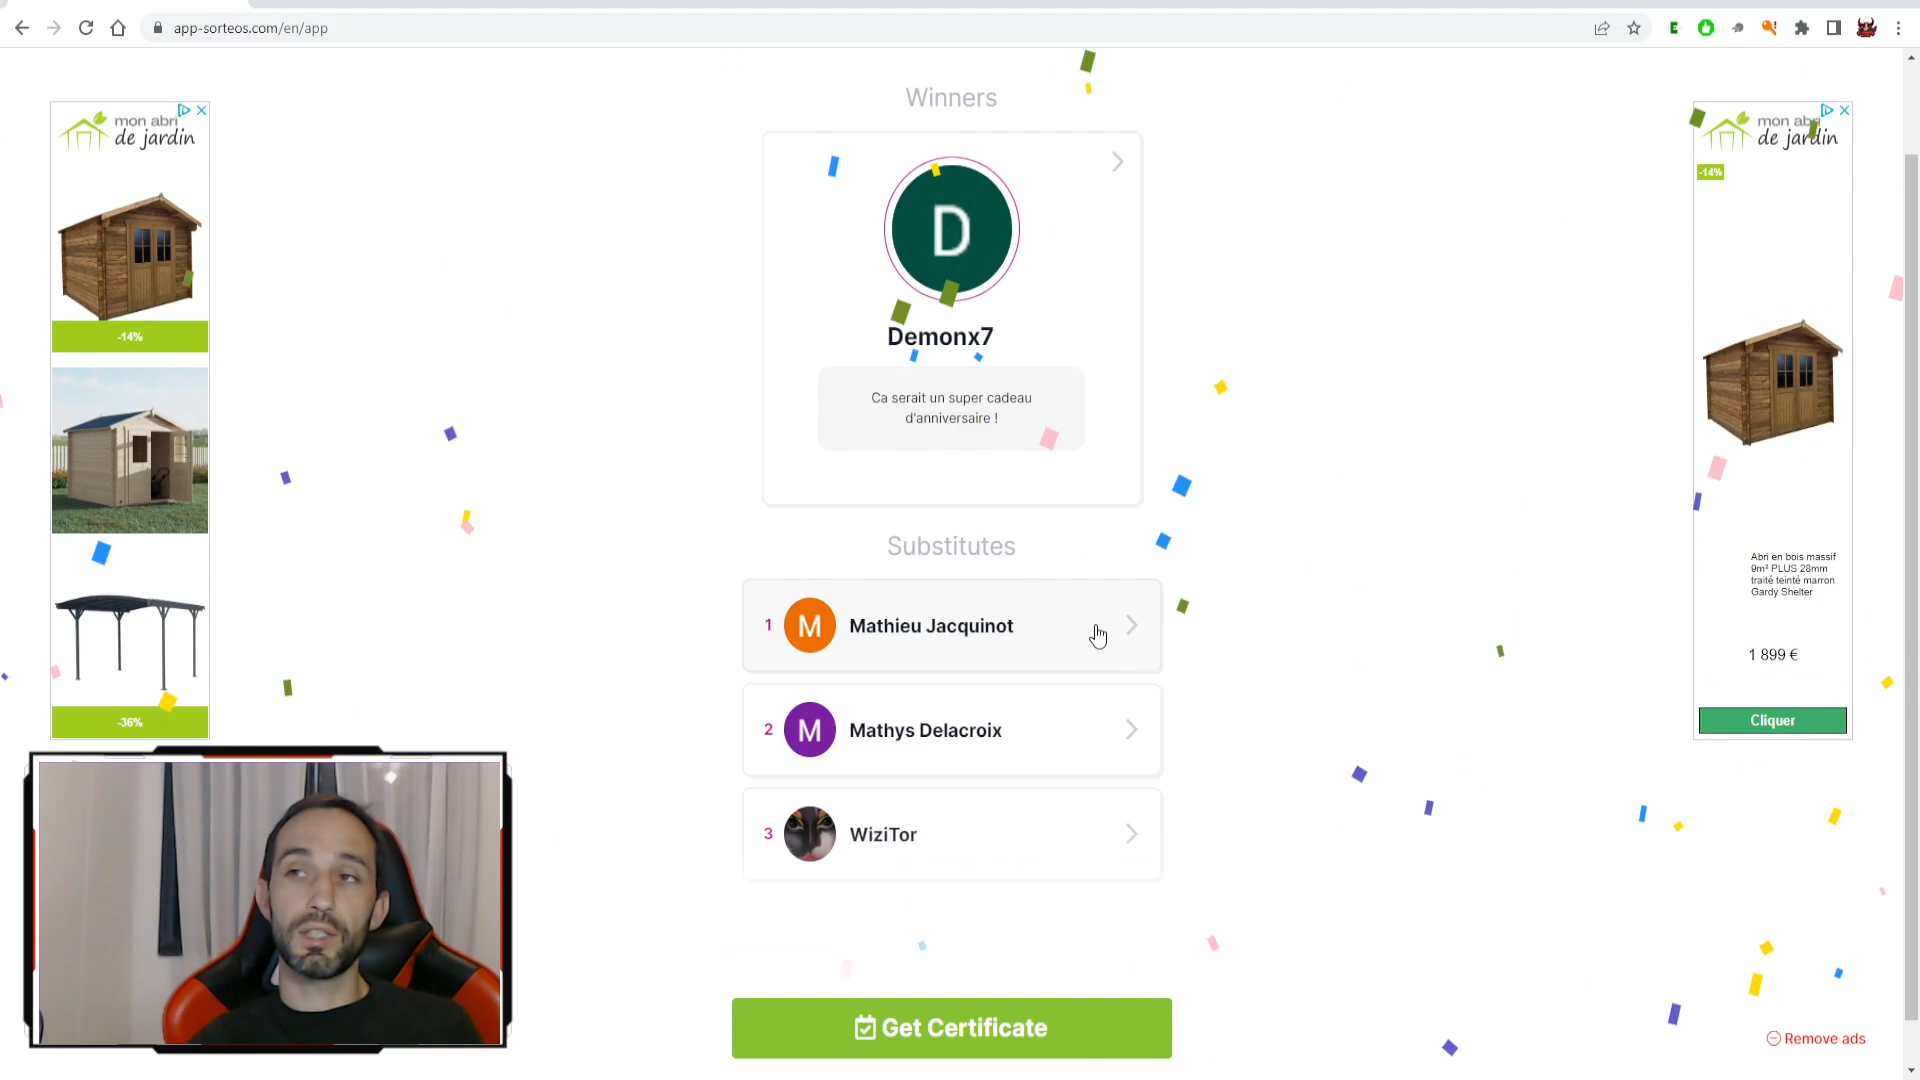 app-sorteos.com/en/app
Winners
mon abri
de jardin
-14%
-36%
D
Demonx7
Ca serait un super cadeau
d'anniversaire !
Substitutes
1 M Mathieu Jacquinot
2 M Mathys Delacroix
3 WiziTor
Get Certificate
mon abri
de jardin
-14%
Abri en bois massif
9m² PLUS 28mm
traité teinté marron
Gardy Shelter
1 899 €
Cliquer
Remove ads